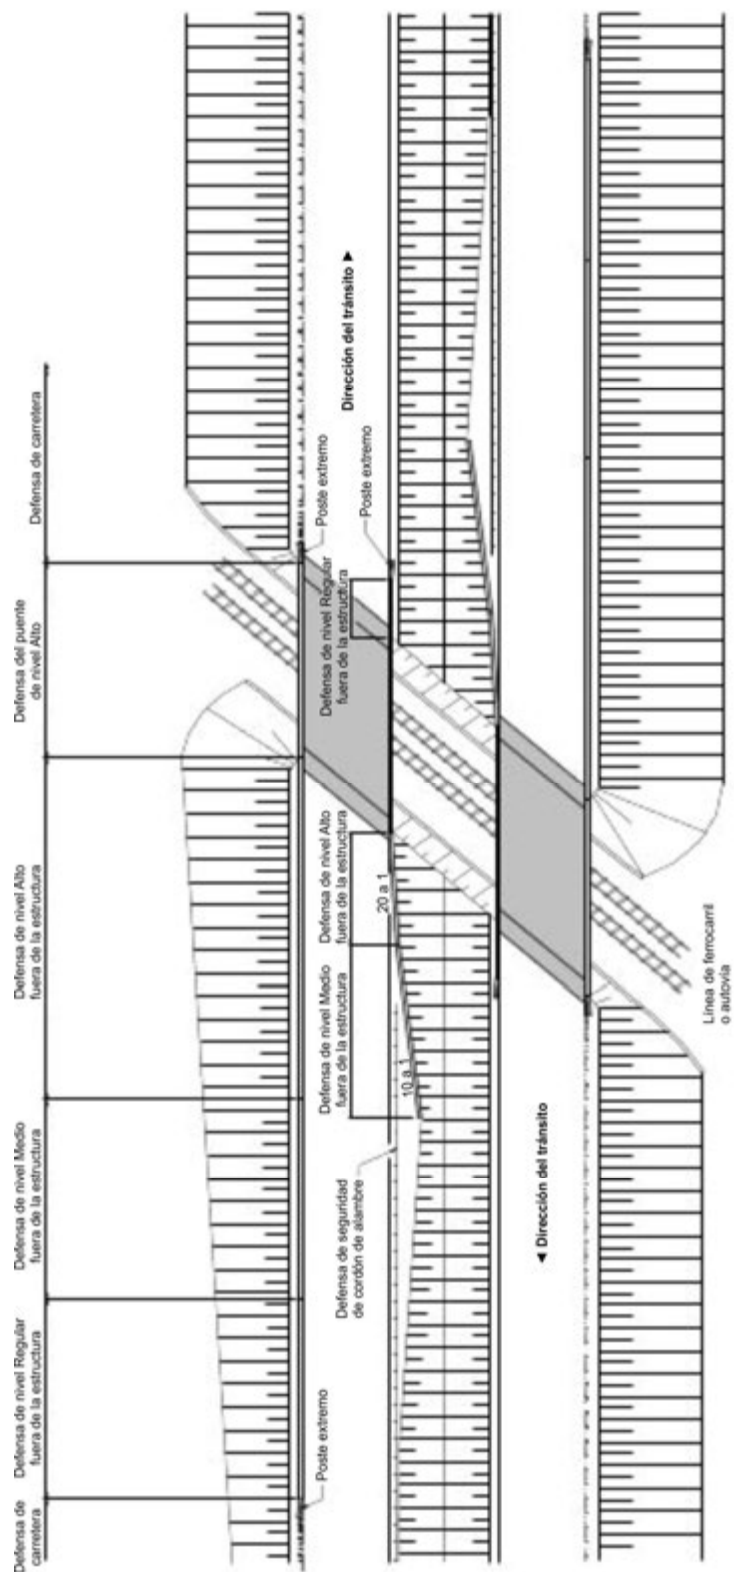 Defensa de
carretera
Defensa de nivel Regular
fuera de la estructura
Defensa de nivel Medio
fuera de la estructura
Defensa de nivel Alto
fuera de la estructura
Defensa del puente
de nivel Alto
Defensa de carretera
Poste extremo
Poste extremo
Dirección del tránsito ►
Poste extremo
Defensa de seguridad
de cordón de alambre
Defensa de nivel Medio
fuera de la estructura
Defensa de nivel Alto
fuera de la estructura
Defensa de nivel Regular
fuera de la estructura
10 a 1
20 a 1
◄ Dirección del tránsito
Línea de ferrocarril
o autovía